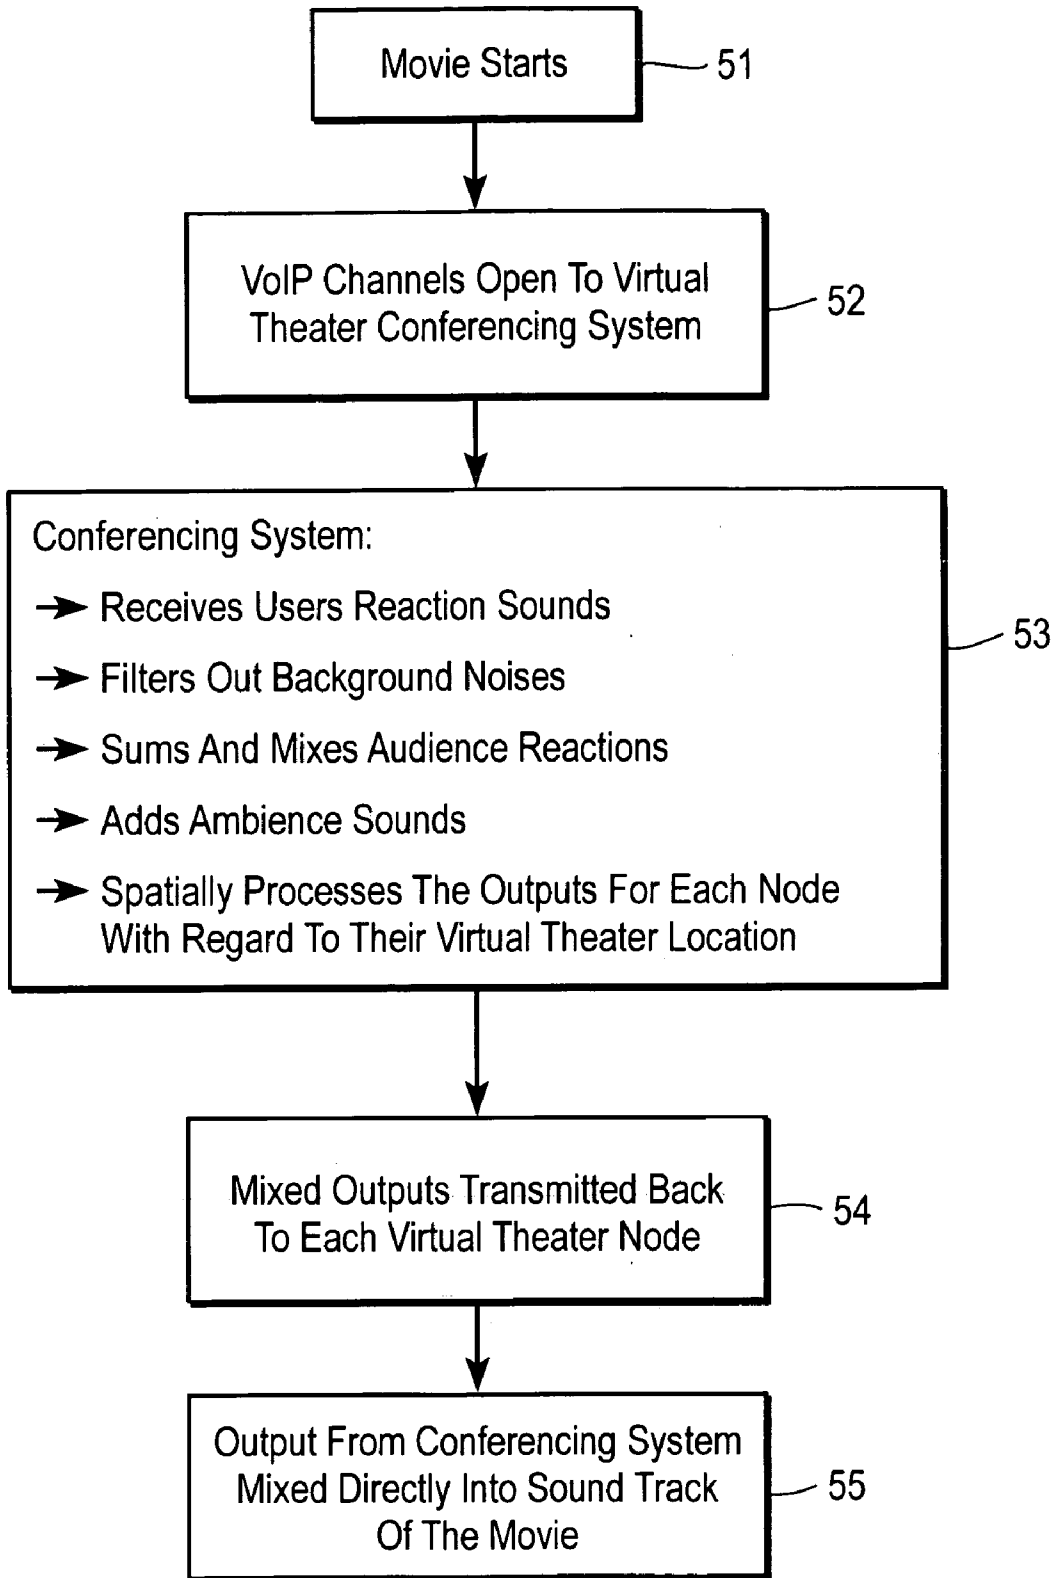 Movie Starts
51
VoIP Channels Open To Virtual
Theater Conferencing System
52
Conferencing System:
Receives Users Reaction Sounds
Filters Out Background Noises
Sums And Mixes Audience Reactions
Adds Ambience Sounds
Spatially Processes The Outputs For Each Node
With Regard To Their Virtual Theater Location
53
Mixed Outputs Transmitted Back
To Each Virtual Theater Node
54
Output From Conferencing System
Mixed Directly Into Sound Track
Of The Movie
55